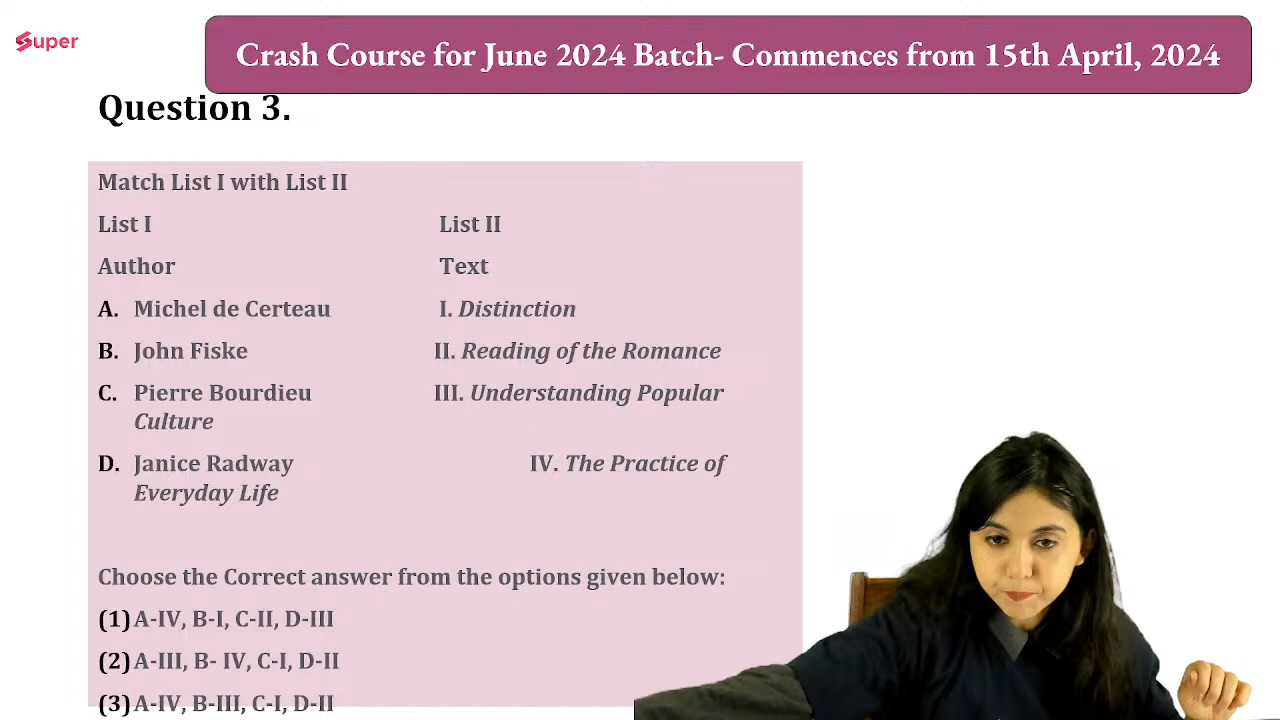 Super
Crash Course for June 2024 Batch- Commences from 15th April, 2024
Question 3.
Match List I with List II
List I List II
Author Text
A. Michel de Certeau I. Distinction
B. John Fiske II. Reading of the Romance
C. Pierre Bourdieu III. Understanding Popular
Culture
D. Janice Radway IV. The Practice of
Everyday Life
Choose the Correct answer from the options given below:
(1) A-IV, B-I, C-II, D-III
(2) A-III, B- IV, C-I, D-II
(3) A-IV, B-III, C-I, D-II